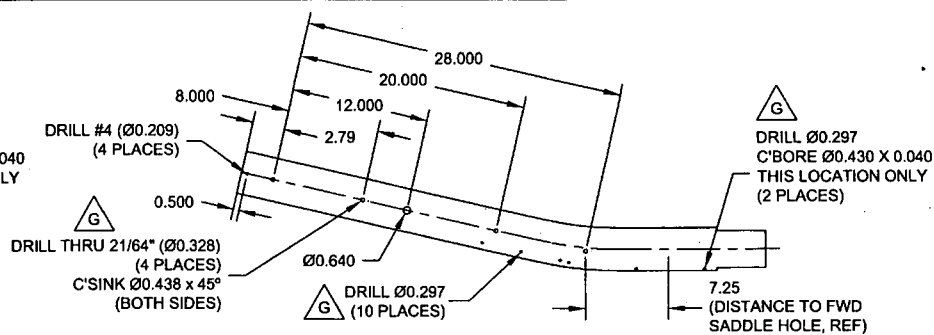 28.000
20.000
8.000
12.000
2.79
DRILL #4 (Ø0.209)
(4 PLACES)
G
DRILL Ø0.297
C'BORE Ø0.430 X 0.040
THIS LOCATION ONLY
(2 PLACES)
040
LY
0.500
G
DRILL THRU 21/64" (Ø0.328)
(4 PLACES)
C'SINK Ø0.438 x 45º
(BOTH SIDES)
Ø0.640
G
DRILL Ø0.297
(10 PLACES)
7.25
(DISTANCE TO FWD
SADDLE HOLE, REF)